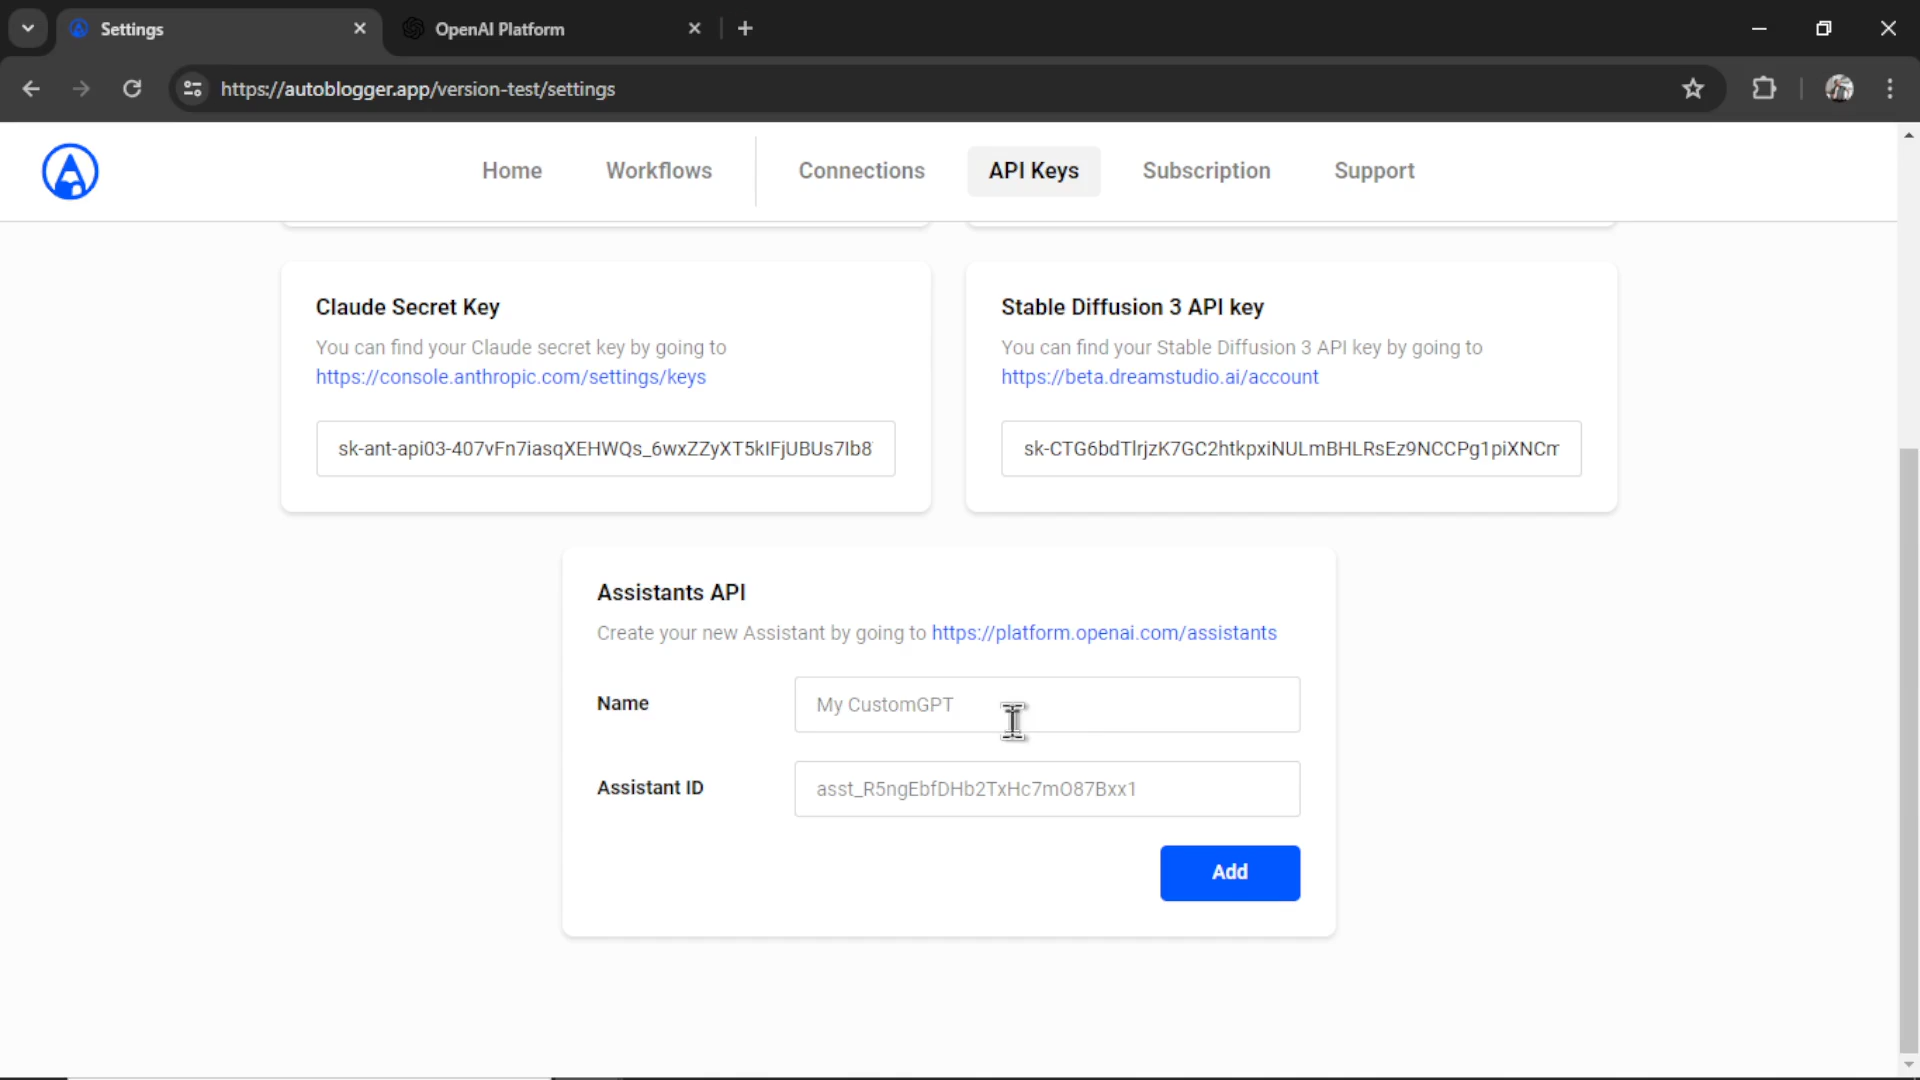 Settings
OpenAI Platform
https://autoblogger.app/version-test/settings
Home
Workflows
Connections
API Keys
Subscription
Support
Claude Secret Key
You can find your Claude secret key by going to
https://console.anthropic.com/settings/keys
sk-ant-api03-407vFn7iasqXEHWQs_6wxZZyXT5kIFjUBUs7Ib8
Stable Diffusion 3 API key
You can find your Stable Diffusion 3 API key by going to
https://beta.dreamstudio.ai/account
sk-CTG6bdTlrjzK7GC2htkpxiNULmBHLRsEz9NCCPg1piXNCm
Assistants API
Create your new Assistant by going to https://platform.openai.com/assistants
Name
My CustomGPT
Assistant ID
asst_R5ngEbfDHb2TxHc7mO87Bxx1
Add